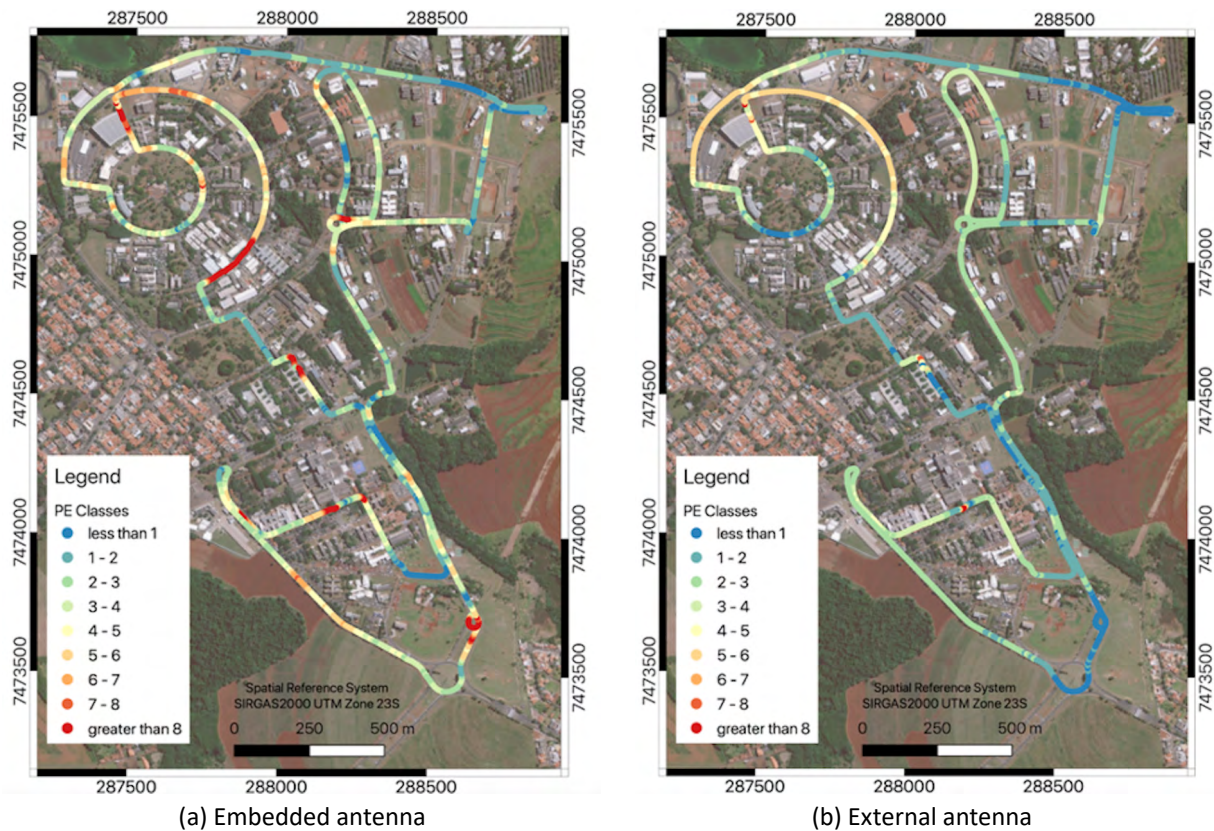 287500 288000 288500
287500 288000 288500
7475500
7475500
7475500
7475500
7475000
7475000
7475000
7475000
7474500
7474500
7474500
7474500
7474000
7474000
7474000
7474000
7473500
7473500
7473500
7473500
Legend
PE Classes
less than 1
1 - 2
2 - 3
3 - 4
4 - 5
5 - 6
6 - 7
7 - 8
greater than 8
Spatial Reference System
SIRGAS2000 UTM Zone 23S
0 250 500 m
Legend
PE Classes
less than 1
1 - 2
2 - 3
3 - 4
4 - 5
5 - 6
6 - 7
7 - 8
greater than 8
Spatial Reference System
SIRGAS2000 UTM Zone 23S
0 250 500 m
287500 288000 288500
287500 288000 288500
(a) Embedded antenna
(b) External antenna